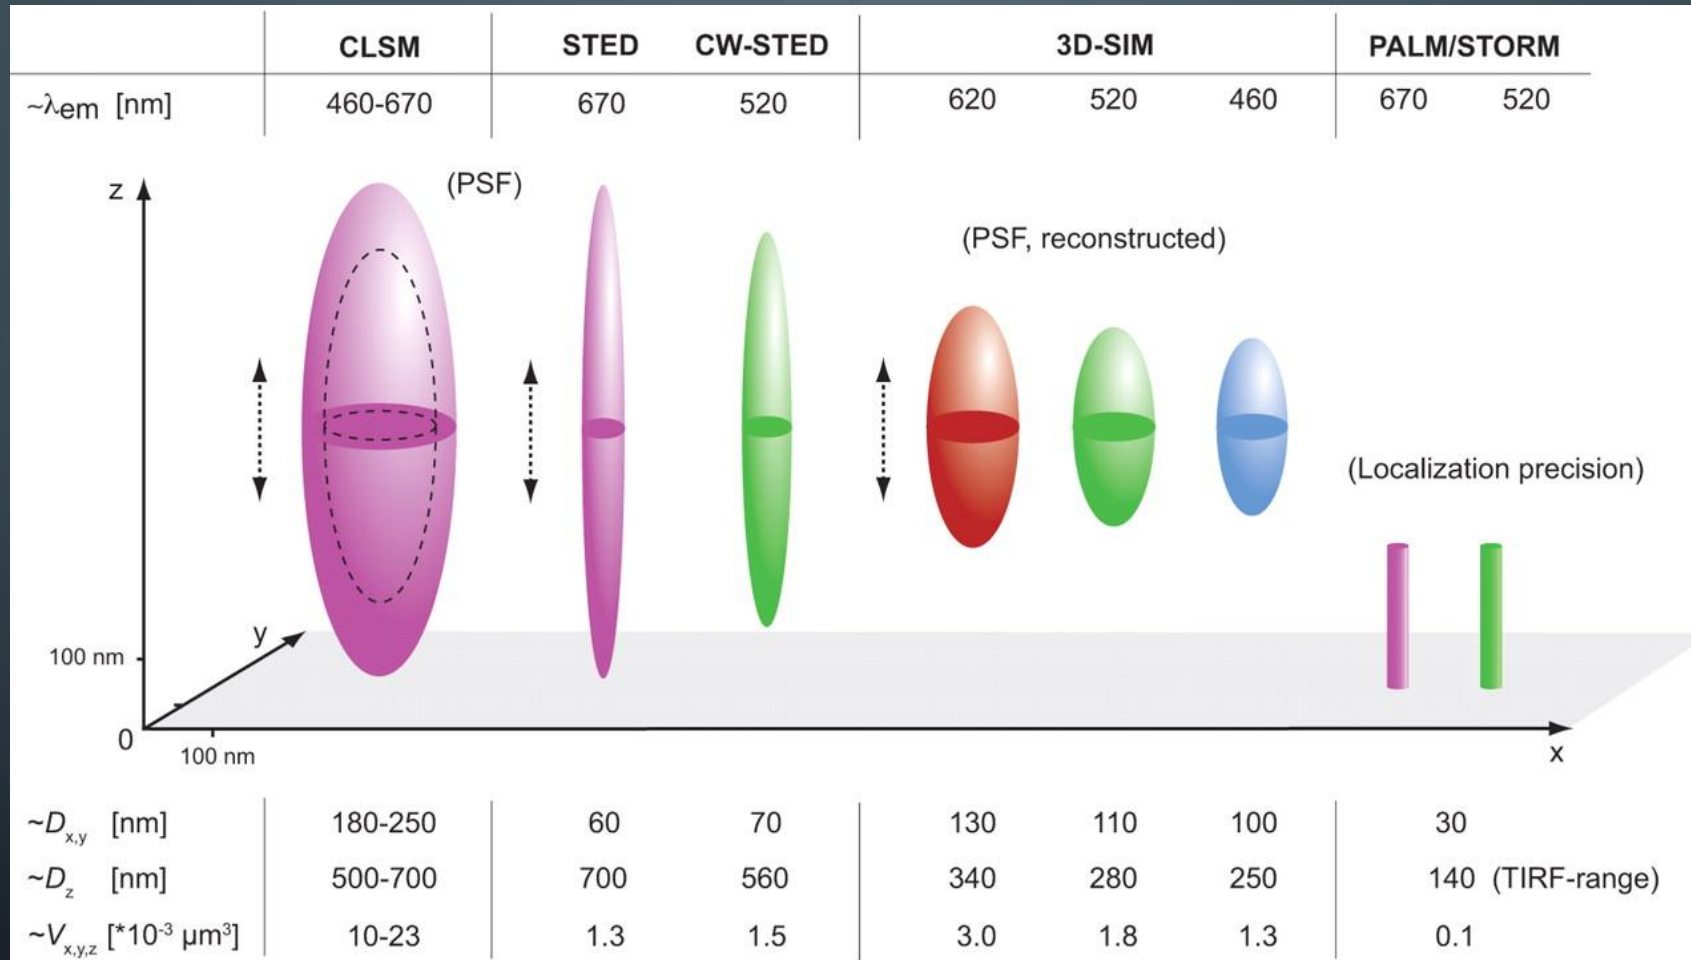 CLSM STED CW-STED 3D-SIM PALM/STORM
~λem [nm] 460-670 670 520 620 520 460 670 520
z (PSF)
(PSF, reconstructed)
(Localization precision)
y
100 nm
0
100 nm x
~Dx,y [nm] 180-250 60 70 130 110 100 30
~Dz [nm] 500-700 700 560 340 280 250 140 (TIRF-range)
~Vx,y,z [*10-3 µm3] 10-23 1.3 1.5 3.0 1.8 1.3 0.1